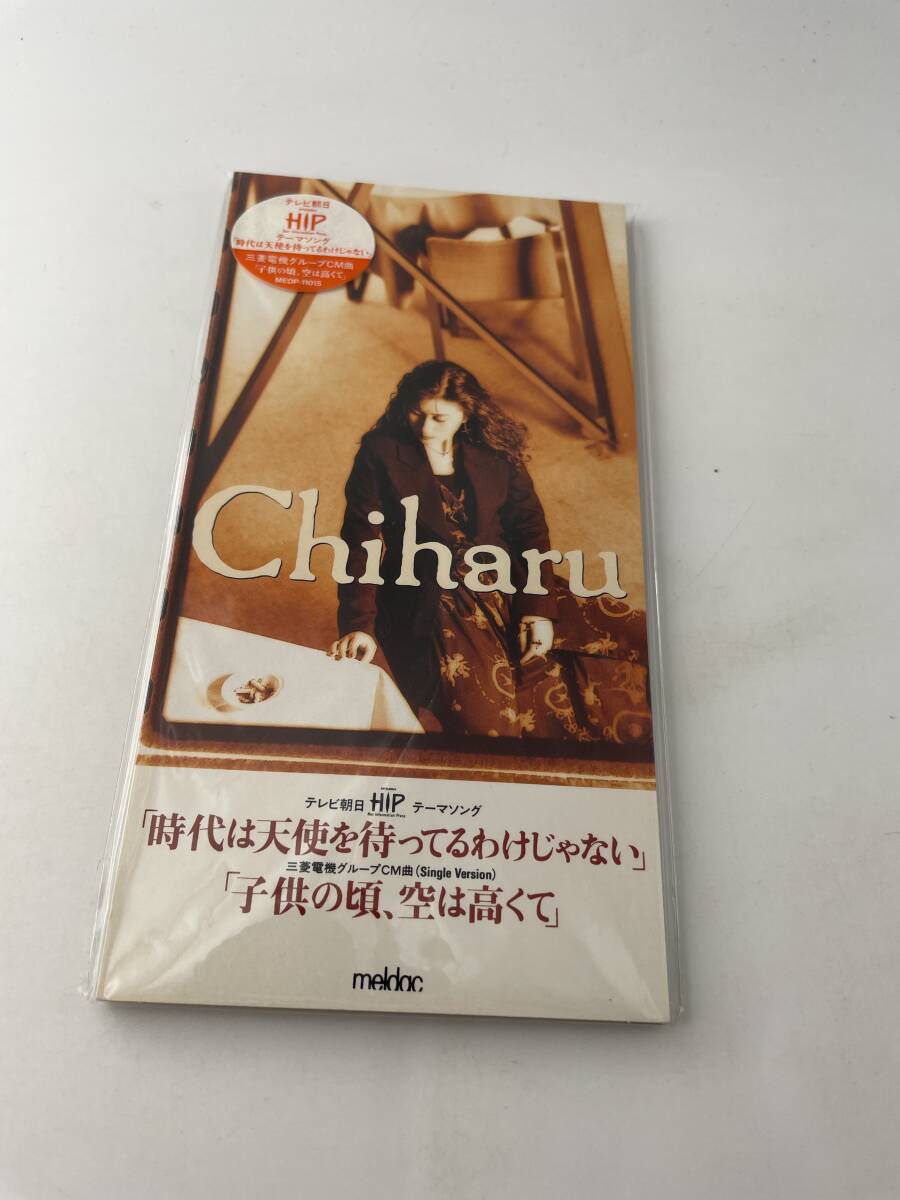 テレビ朝日
HIP
テーマソング
「時代は天使を待ってるわけじゃない」
三菱電機グループCM曲
「子供の頃、空は高くて」
MEDP-11015
Chiharu
テレビ朝日 HIP テーマソング
「時代は天使を待ってるわけじゃない」
三菱電機グループCM曲(Single Version)
「子供の頃、空は高くて」
meldac